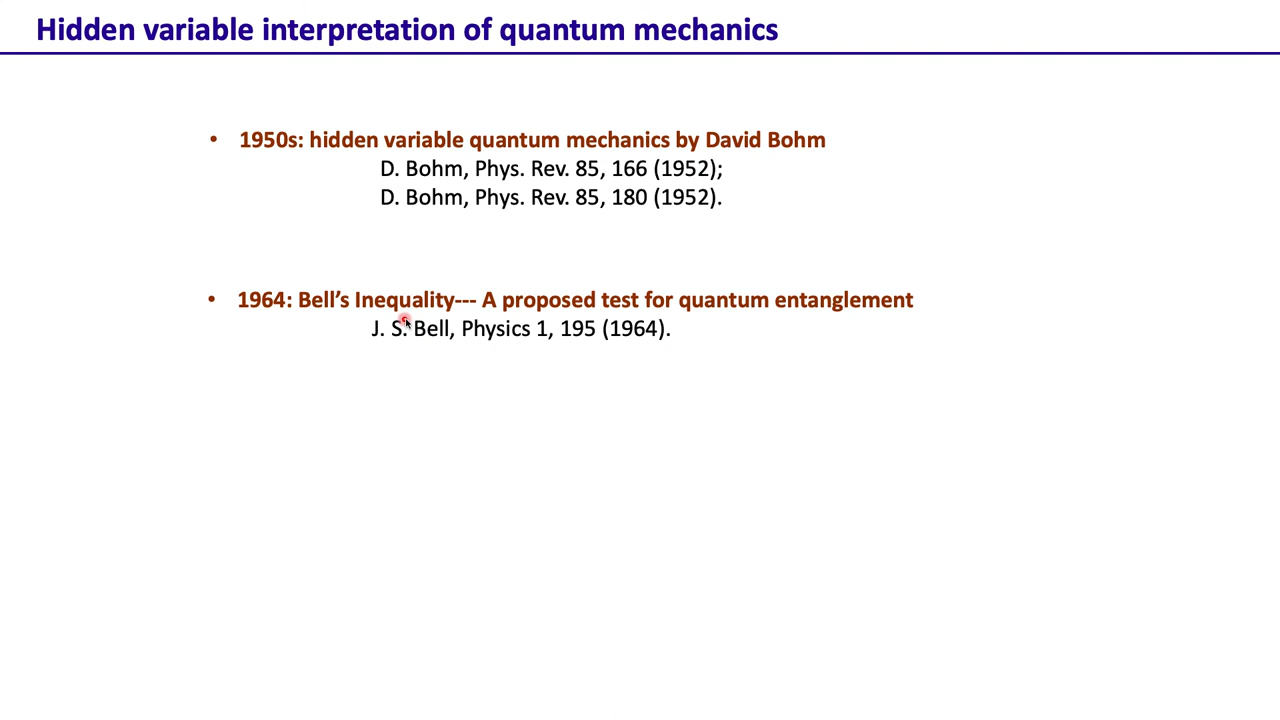 Hidden variable interpretation of quantum mechanics
• 1950s: hidden variable quantum mechanics by David Bohm
D. Bohm, Phys. Rev. 85, 166 (1952);
D. Bohm, Phys. Rev. 85, 180 (1952).
• 1964: Bell’s Inequality--- A proposed test for quantum entanglement
J. S. Bell, Physics 1, 195 (1964).